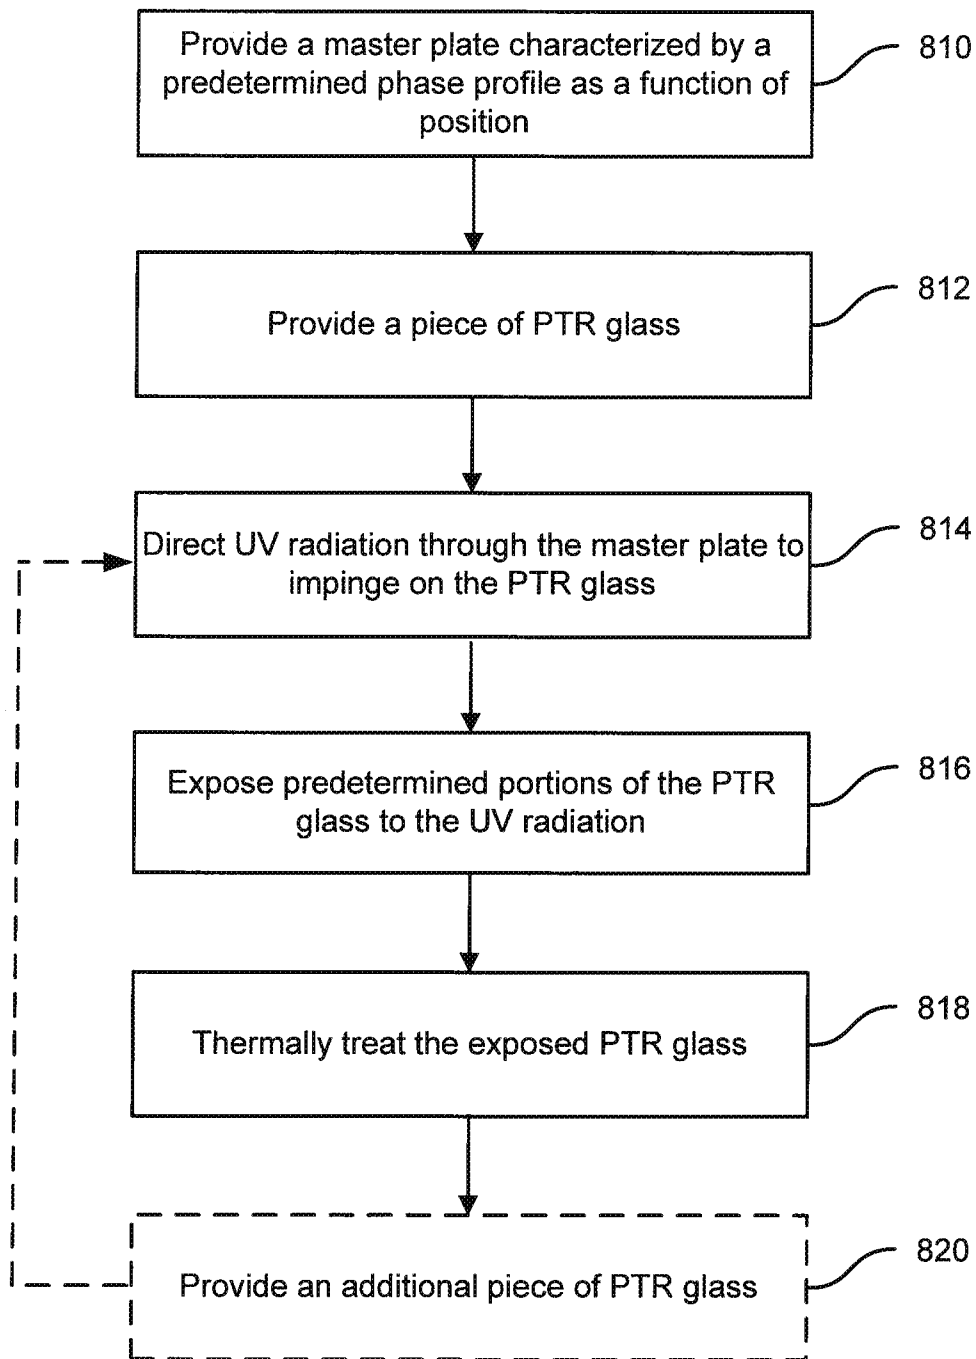 Provide a master plate characterized by a
predetermined phase profile as a function of
position
810
Provide a piece of PTR glass
812
Direct UV radiation through the master plate to
impinge on the PTR glass
814
Expose predetermined portions of the PTR
glass to the UV radiation
816
Thermally treat the exposed PTR glass
818
Provide an additional piece of PTR glass
820